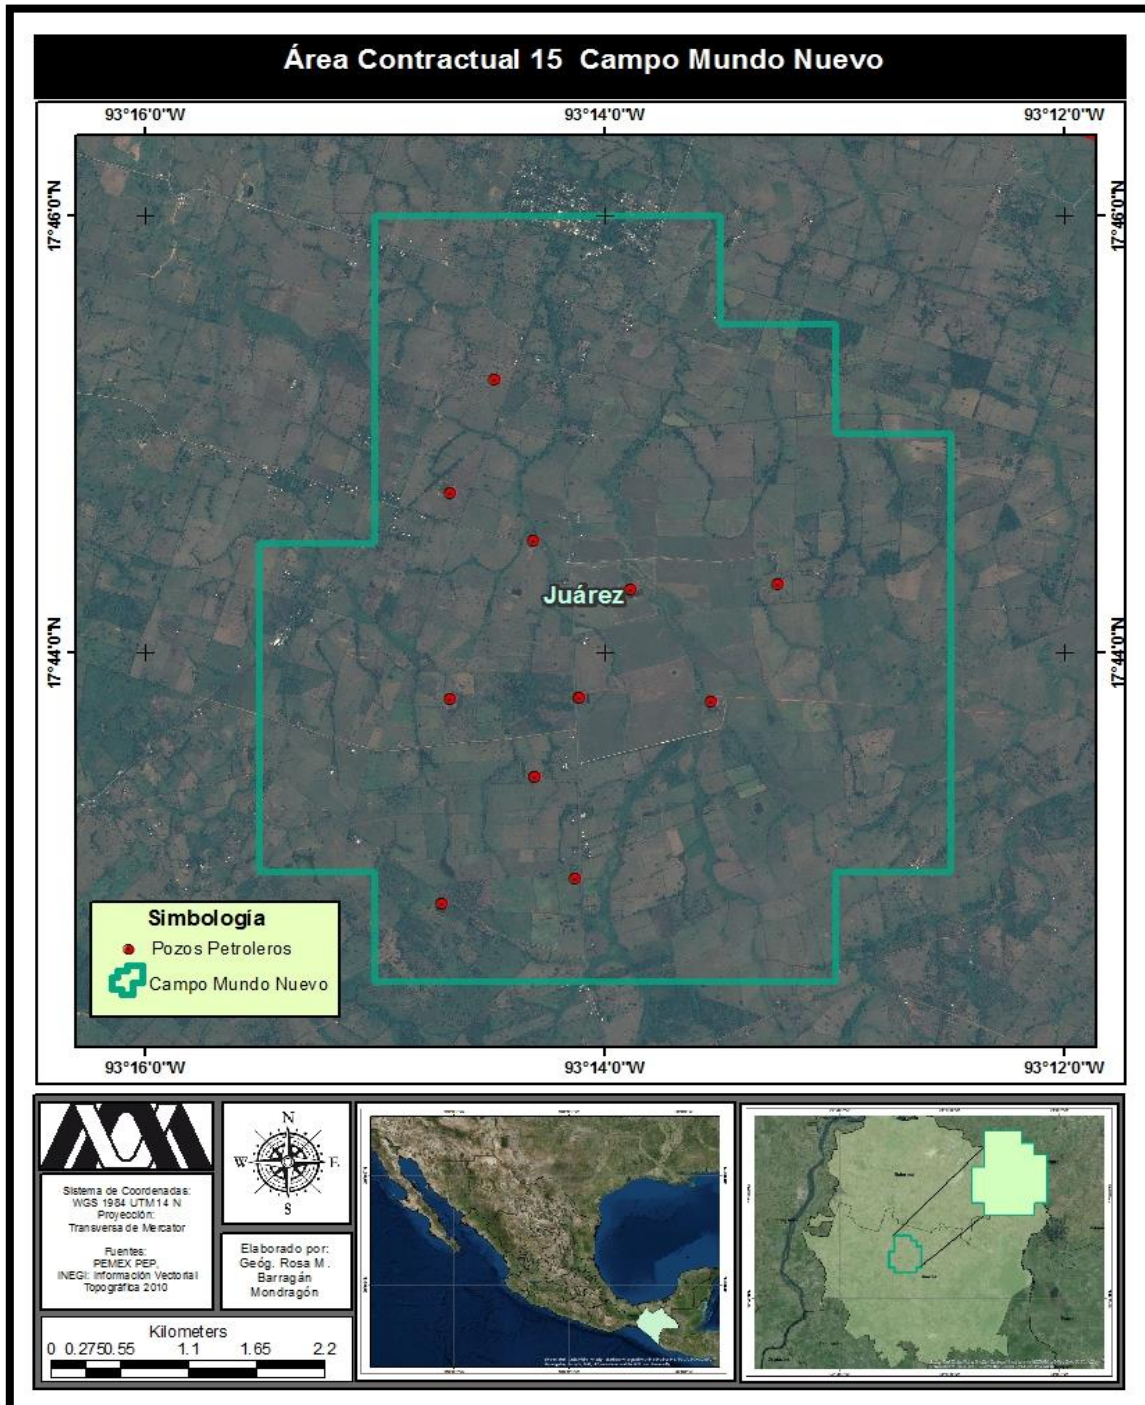 Área Contractual 15 Campo Mundo Nuevo
93°16'0"W 93°14'0"W 93°12'0"W
17°46'0"N 17°46'0"N
Juárez
17°44'0"N 17°44'0"N
Simbología
Pozos Petroleros
Campo Mundo Nuevo
93°16'0"W 93°14'0"W 93°12'0"W
Sistema de Coordenadas:
WGS 1984 UTM 14 N
Proyección:
Transversa de Mercator
Fuentes:
PEMEX PEP,
INEGI: Información Vectorial
Topográfica 2010
N
W E
S
Elaborado por:
Geóg. Rosa M.
Barragán
Mondragón
Kilometers
0 0.275 0.55 1.1 1.65 2.2